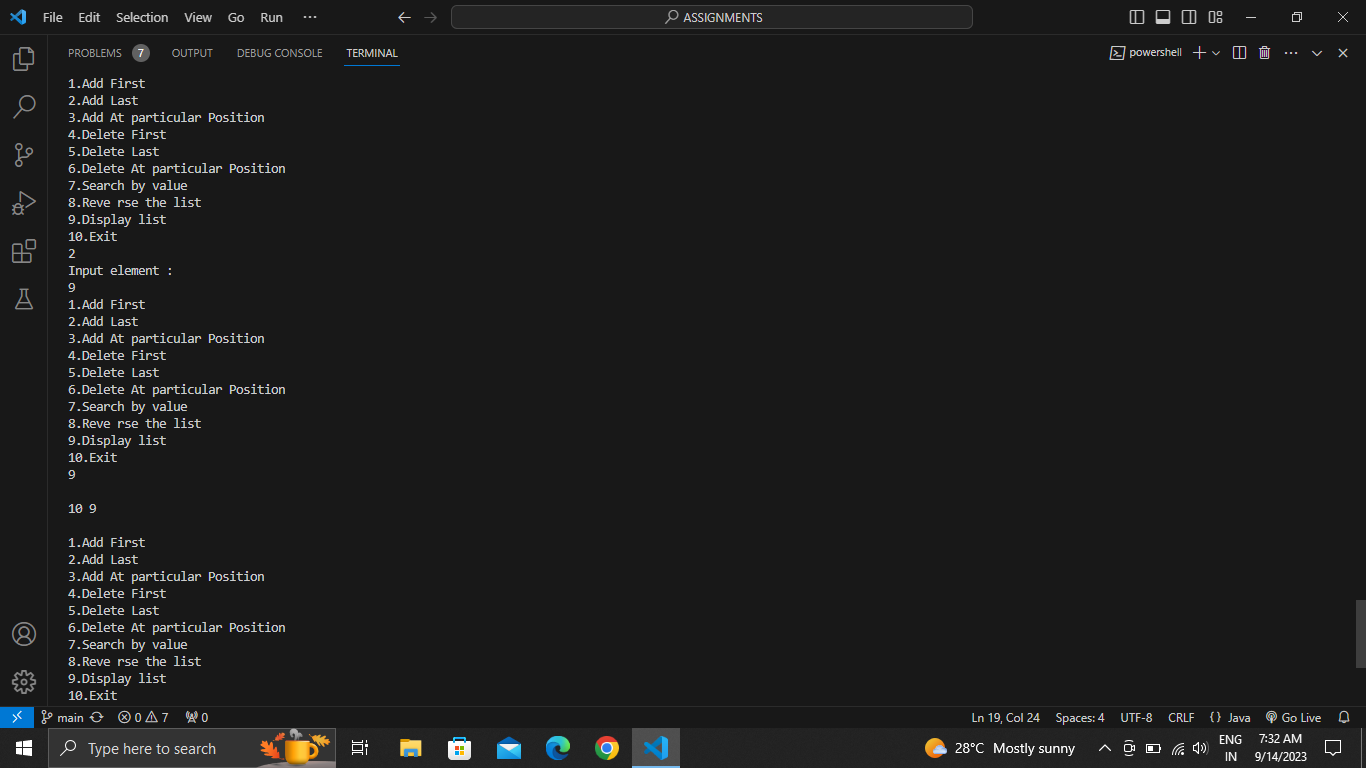 File Edit Selection View Go Run ··· ASSIGNMENTS
PROBLEMS 7 OUTPUT DEBUG CONSOLE TERMINAL powershell
1.Add First
2.Add Last
3.Add At particular Position
4.Delete First
5.Delete Last
6.Delete At particular Position
7.Search by value
8.Reve rse the list
9.Display list
10.Exit
2
Input element :
9
1.Add First
2.Add Last
3.Add At particular Position
4.Delete First
5.Delete Last
6.Delete At particular Position
7.Search by value
8.Reve rse the list
9.Display list
10.Exit
9
10 9
1.Add First
2.Add Last
3.Add At particular Position
4.Delete First
5.Delete Last
6.Delete At particular Position
7.Search by value
8.Reve rse the list
9.Display list
10.Exit
main 0 7 0 Ln 19, Col 24 Spaces: 4 UTF-8 CRLF {} Java Go Live
Type here to search 28°C Mostly sunny ENG 7:32 AM
IN 9/14/2023